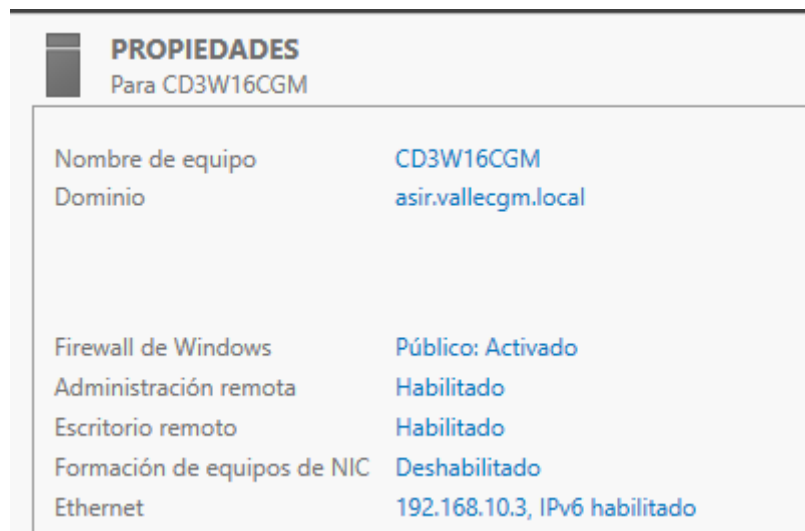 PROPIEDADES
Para CD3W16CGM
Nombre de equipo CD3W16CGM
Dominio asir.vallecgm.local
Firewall de Windows Público: Activado
Administración remota Habilitado
Escritorio remoto Habilitado
Formación de equipos de NIC Deshabilitado
Ethernet 192.168.10.3, IPv6 habilitado